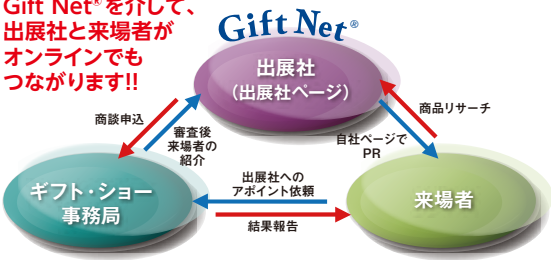 Gift Net®を介して、
出展社と来場者が
オンラインでも
つながります!!
Gift Net®
出展社
(出展社ページ)
商談申込
審査後
来場者の
紹介
商品リサーチ
自社ページで
PR
ギフト・ショー
事務局
出展社への
アポイント依頼
結果報告
来場者